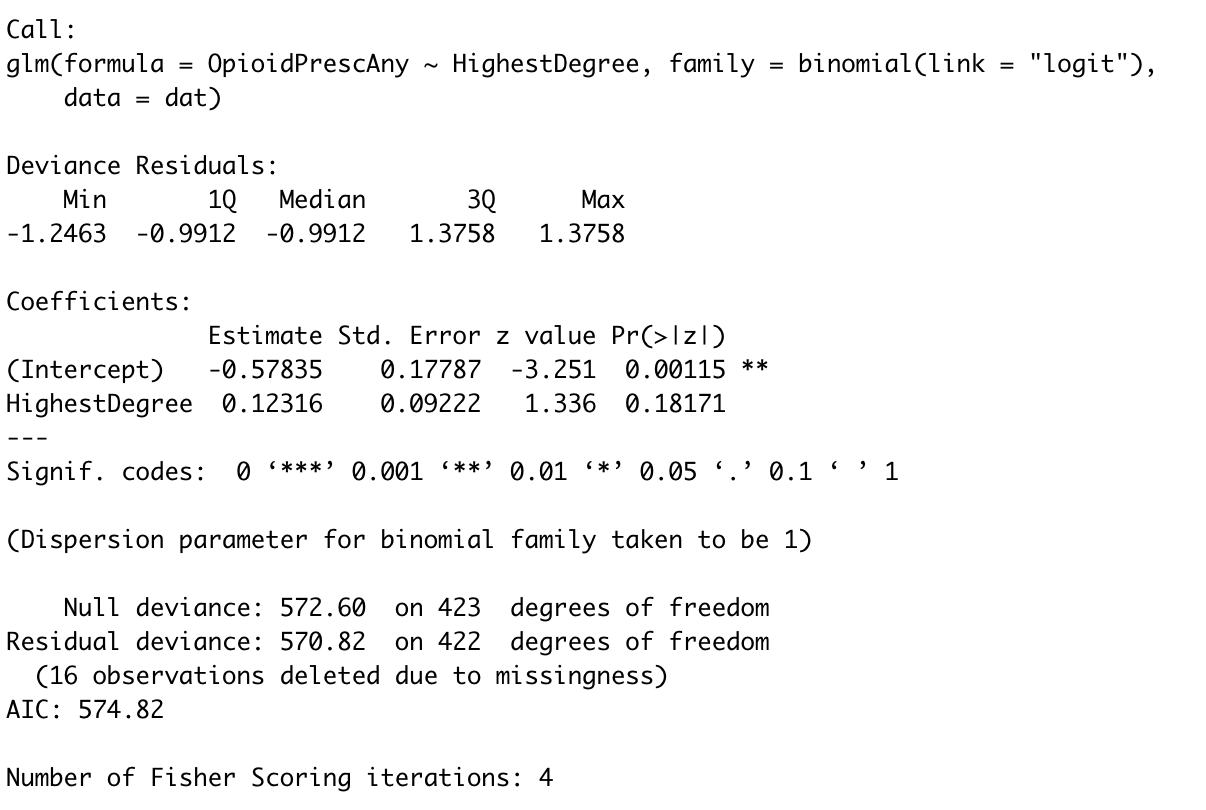 Call:
glm(formula = OpioidPrescAny ~ HighestDegree, family = binomial(link = "logit"),
    data = dat)

Deviance Residuals:
    Min       1Q   Median       3Q      Max
-1.2463  -0.9912  -0.9912   1.3758   1.3758

Coefficients:
              Estimate Std. Error z value Pr(>|z|)
(Intercept)   -0.57835    0.17787  -3.251  0.00115 **
HighestDegree  0.12316    0.09222   1.336  0.18171
---
Signif. codes:  0 ‘***’ 0.001 ‘**’ 0.01 ‘*’ 0.05 ‘.’ 0.1 ‘ ’ 1

(Dispersion parameter for binomial family taken to be 1)

    Null deviance: 572.60  on 423  degrees of freedom
Residual deviance: 570.82  on 422  degrees of freedom
  (16 observations deleted due to missingness)
AIC: 574.82

Number of Fisher Scoring iterations: 4